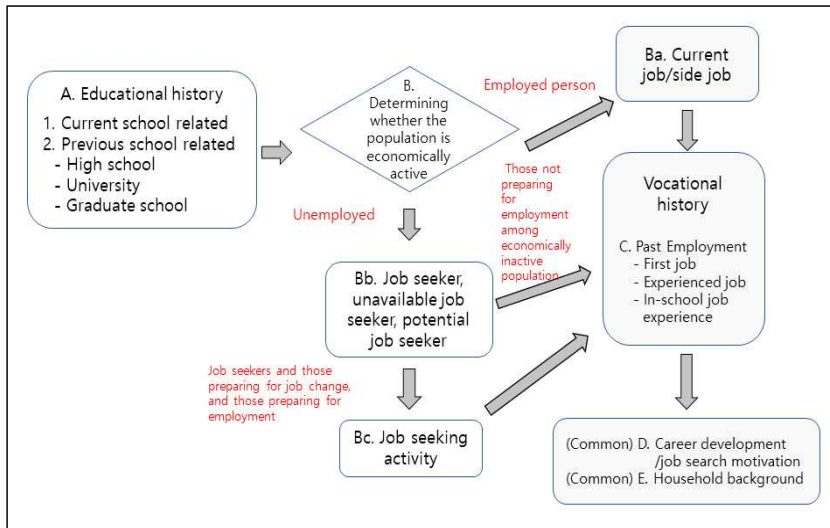 A. Educational history
1. Current school related
2. Previous school related
- High school
- University
- Graduate school
B.
Determining
whether the
population is
economically
active
Employed person
Ba. Current
job/side job
Unemployed
Those not
preparing
for
employment
among
economically
inactive
population
Vocational
history
C. Past Employment
- First job
- Experienced job
- In-school job
experience
Bb. Job seeker,
unavailable job
seeker, potential
job seeker
Job seekers and those
preparing for job change,
and those preparing for
employment
Bc. Job seeking
activity
(Common) D. Career development
/job search motivation
(Common) E. Household background